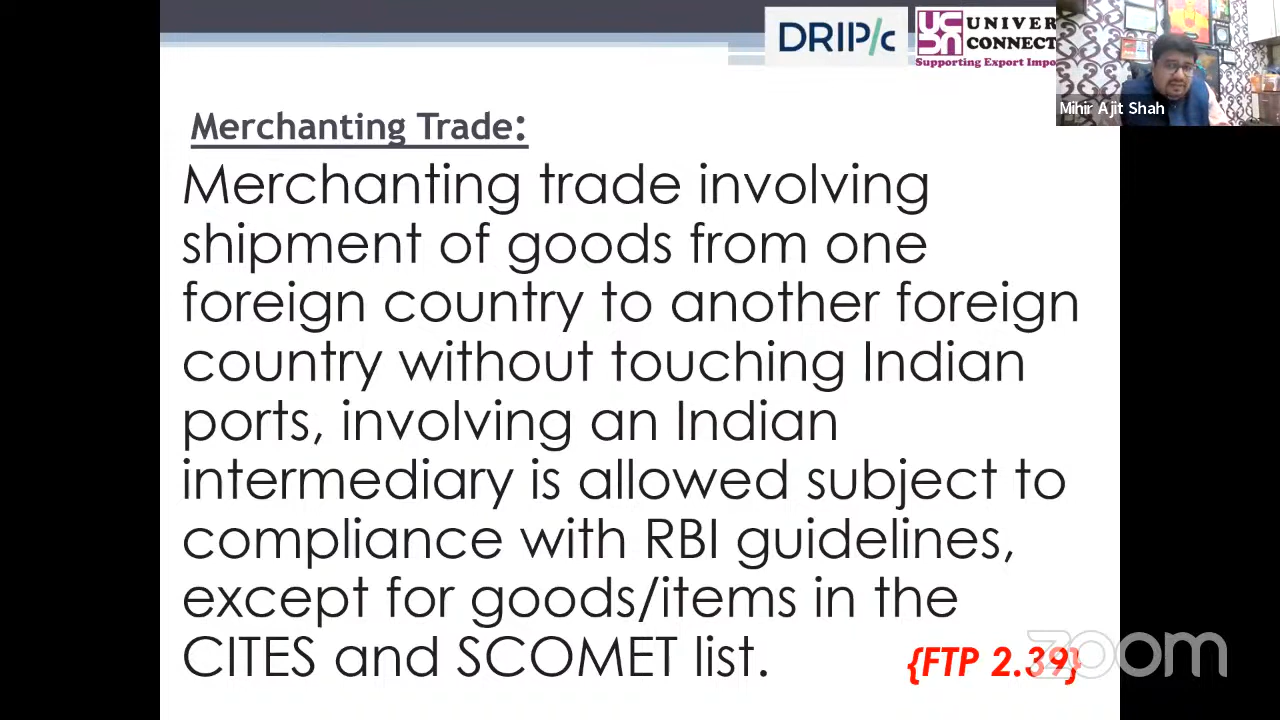 DRIP/c
UNIVER
CONNECT
Supporting Export Impo
Mihir Ajit Shah
Merchanting Trade:
Merchanting trade involving
shipment of goods from one
foreign country to another foreign
country without touching Indian
ports, involving an Indian
intermediary is allowed subject to
compliance with RBI guidelines,
except for goods/items in the
CITES and SCOMET list.
{FTP 2.39}
zoom